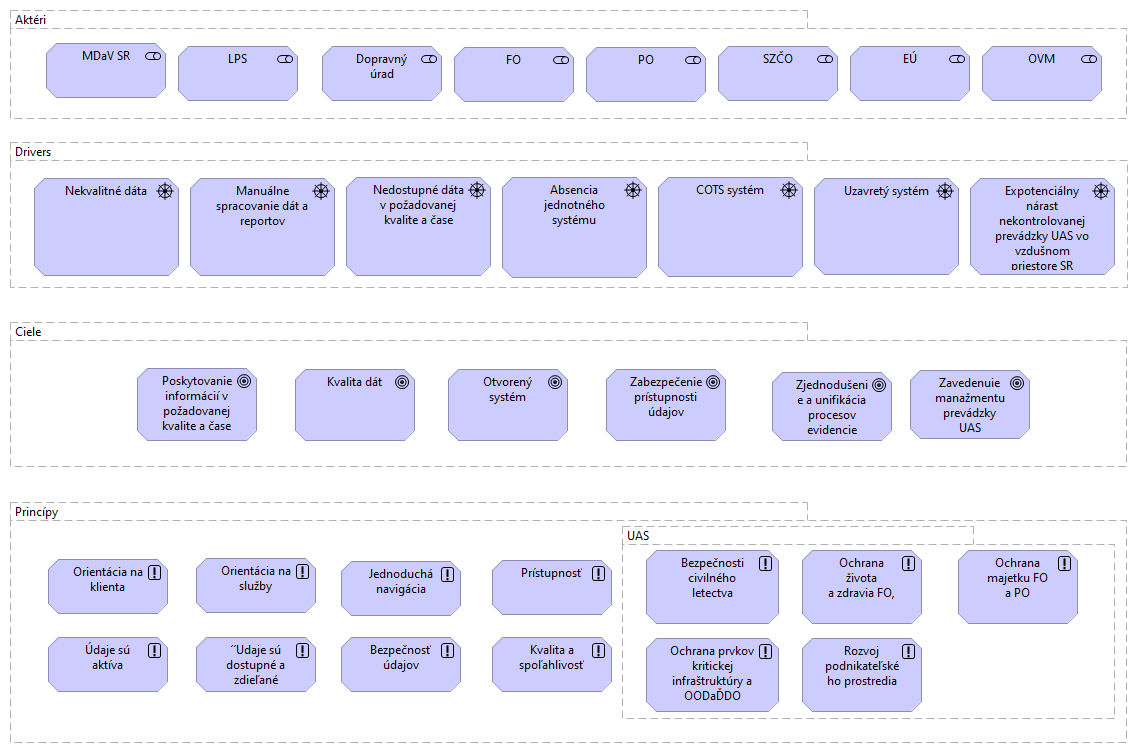 Aktéri
MDaV SR
LPS
Dopravný
úrad
FO
PO
SZČO
EÚ
OVM
Drivers
Nekvalitné dáta
Manuálne
spracovanie dát a
reportov
Nedostupné dáta
v požadovanej
kvalite a čase
Absencia
jednotného
systému
COTS systém
Uzavretý systém
Expotenciálny
nárast
nekontrolovanej
prevádzky UAS vo
vzdušnom
priestore SR
Ciele
Poskytovanie
informácií v
požadovanej
kvalite a čase
Kvalita dát
Otvorený
systém
Zabezpečenie
prístupnosti
údajov
Zjednodušeni
e a unifikácia
procesov
evidencie
Zavedenuie
manažmentu
prevádzky
UAS
Princípy
Orientácia na
klienta
Orientácia na
služby
Jednoduchá
navigácia
Prístupnosť
Údaje sú
aktíva
´Udaje sú
dostupné a
zdieľané
Bezpečnosť
údajov
Kvalita a
spoľahlivosť
UAS
Bezpečnosti
civilného
letectva
Ochrana
života
a zdravia FO,
Ochrana
majetku FO
a PO
Ochrana prvkov
kritickej
infraštruktúry a
OODaĎDO
Rozvoj
podnikateľské
ho prostredia